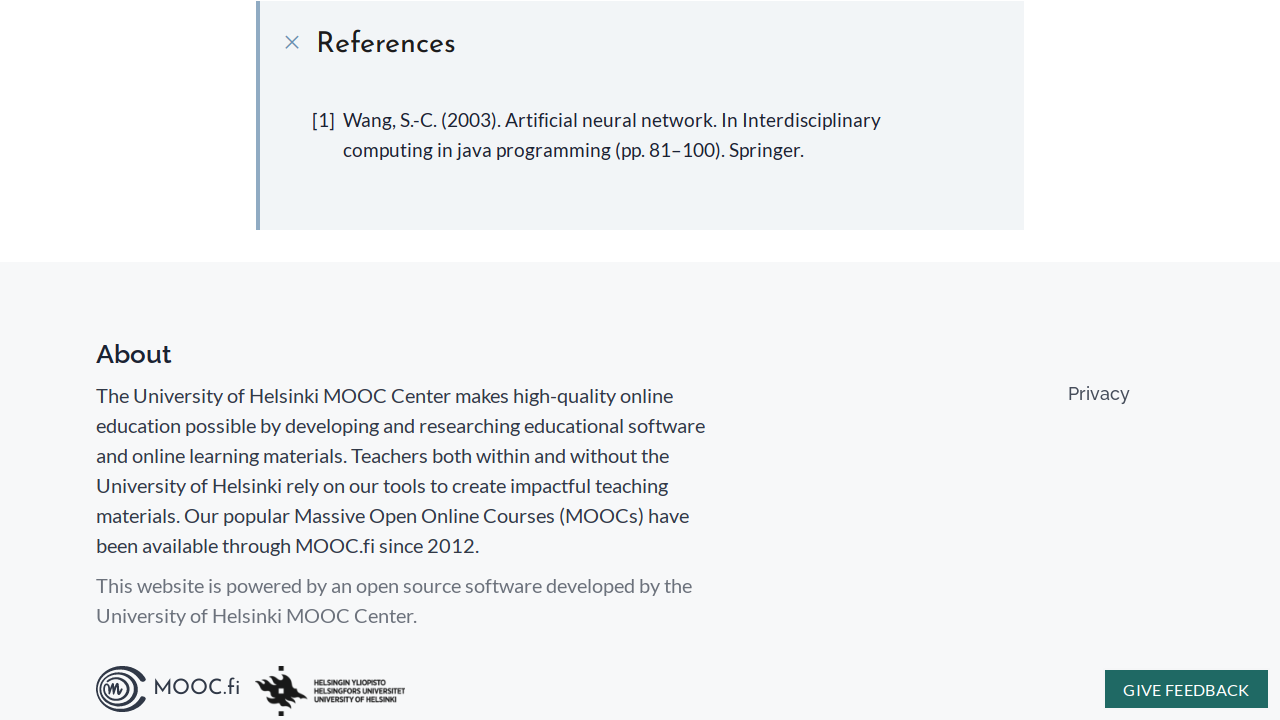 References
[1] Wang, S.-C. (2003). Artificial neural network. In Interdisciplinary
computing in java programming (pp. 81–100). Springer.
About
The University of Helsinki MOOC Center makes high-quality online
education possible by developing and researching educational software
and online learning materials. Teachers both within and without the
University of Helsinki rely on our tools to create impactful teaching
materials. Our popular Massive Open Online Courses (MOOCs) have
been available through MOOC.fi since 2012.
This website is powered by an open source software developed by the
University of Helsinki MOOC Center.
Privacy
MOOC.fi
HELSINGIN YLIOPISTO
HELSINGFORS UNIVERSITET
UNIVERSITY OF HELSINKI
GIVE FEEDBACK